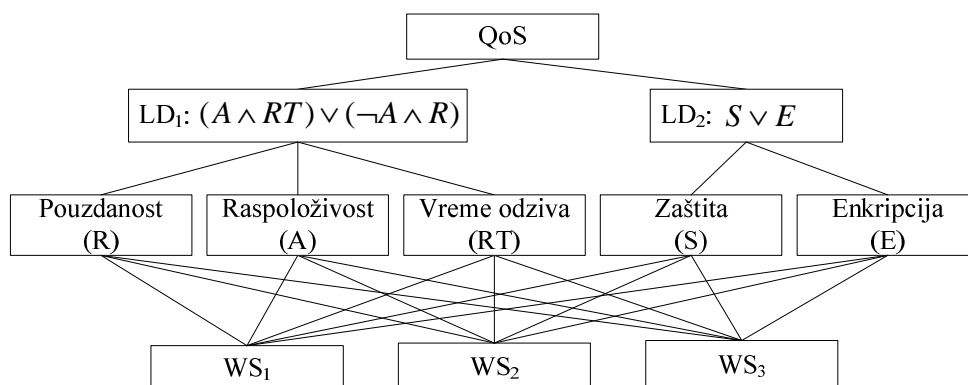 QoS
LD₁: (A ∧ RT) ∨ (¬A ∧ R)
LD₂: S ∨ E
Pouzdanost
(R)
Raspoloživost
(A)
Vreme odziva
(RT)
Zaštita
(S)
Enkripcija
(E)
WS₁
WS₂
WS₃